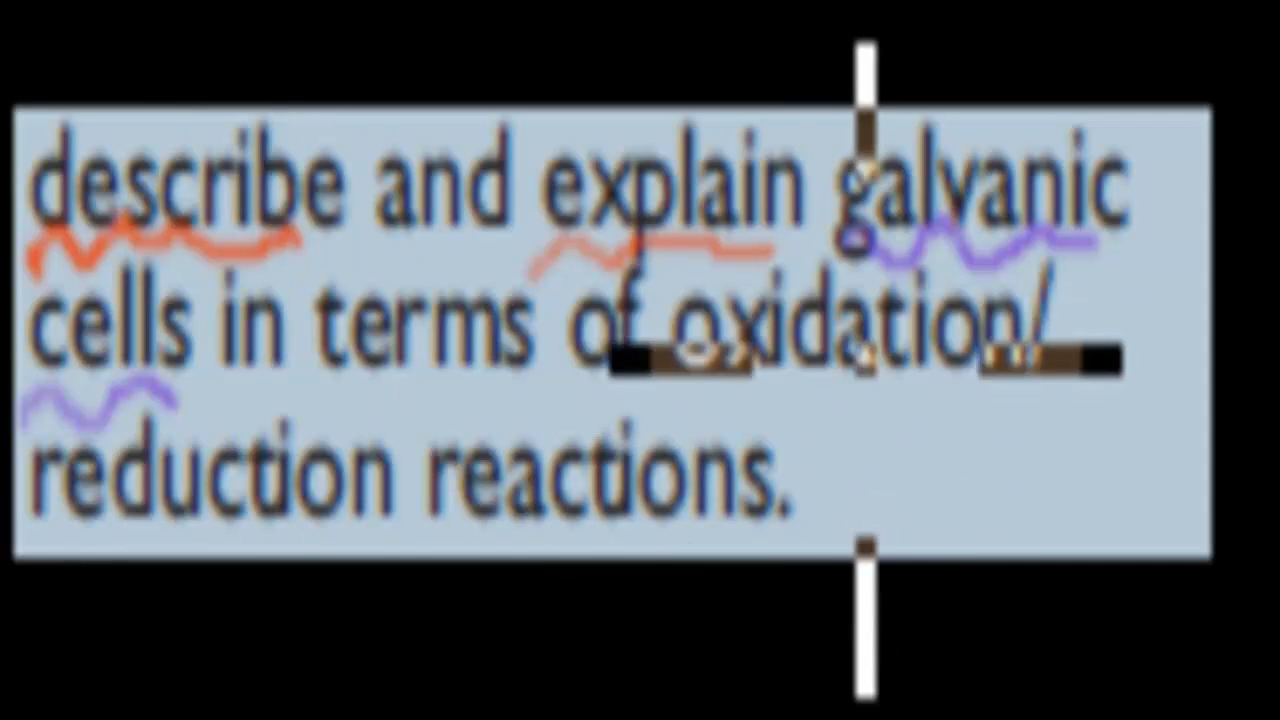 describe and explain galvanic
cells in terms of oxidation/
reduction reactions.